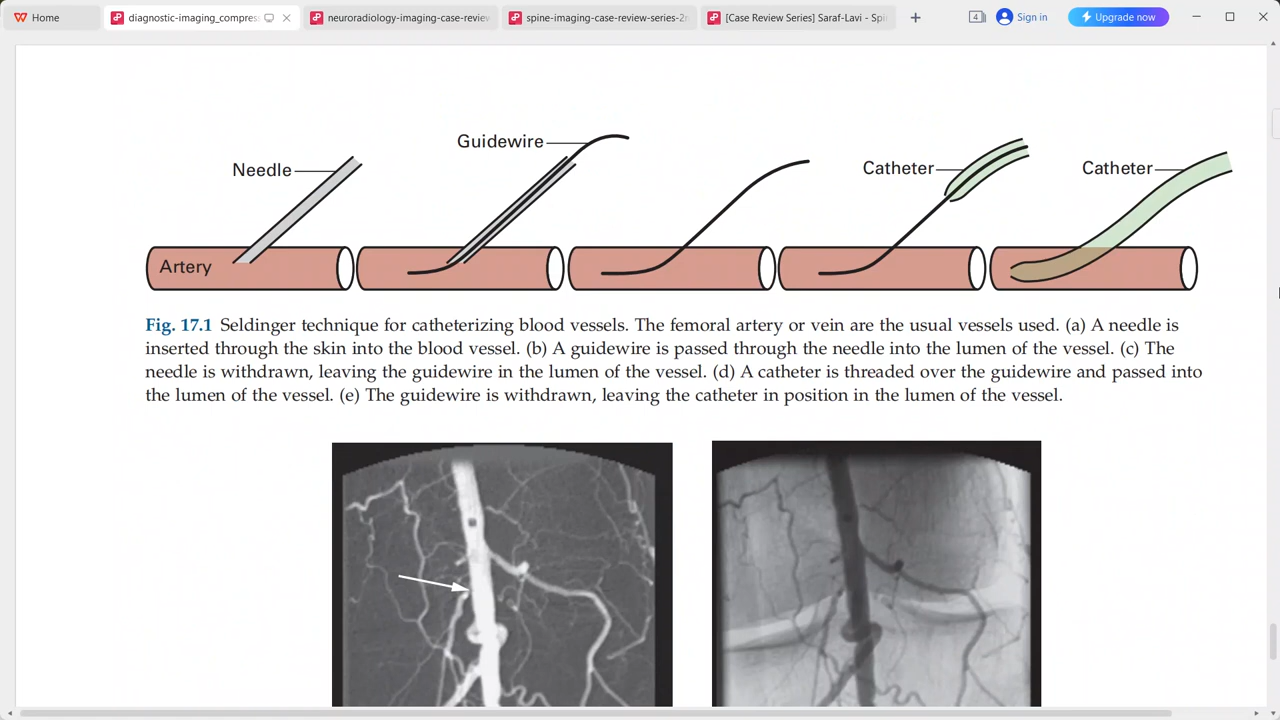 Home
diagnostic-imaging_compres
neuroradiology-imaging-case-review
spine-imaging-case-review-series-2
[Case Review Series] Saraf-Lavi - Spi
4
Sign in
Upgrade now
Guidewire
Needle
Catheter
Catheter
Artery
Fig. 17.1 Seldinger technique for catheterizing blood vessels. The femoral artery or vein are the usual vessels used. (a) A needle is
inserted through the skin into the blood vessel. (b) A guidewire is passed through the needle into the lumen of the vessel. (c) The
needle is withdrawn, leaving the guidewire in the lumen of the vessel. (d) A catheter is threaded over the guidewire and passed into
the lumen of the vessel. (e) The guidewire is withdrawn, leaving the catheter in position in the lumen of the vessel.